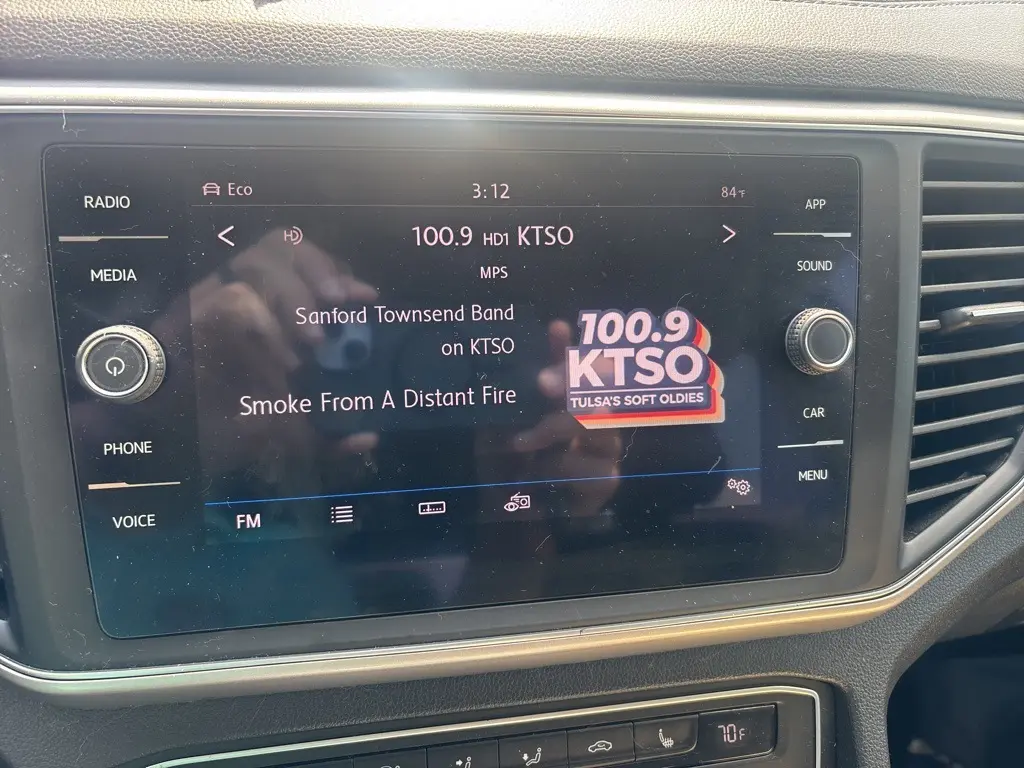 Eco
3:12
84°F
RADIO
MEDIA
PHONE
VOICE
HD
100.9 HD1 KTSO
MPS
Sanford Townsend Band
on KTSO
Smoke From A Distant Fire
100.9
KTSO
TULSA'S SOFT OLDIES
FM
APP
SOUND
CAR
MENU
70°F